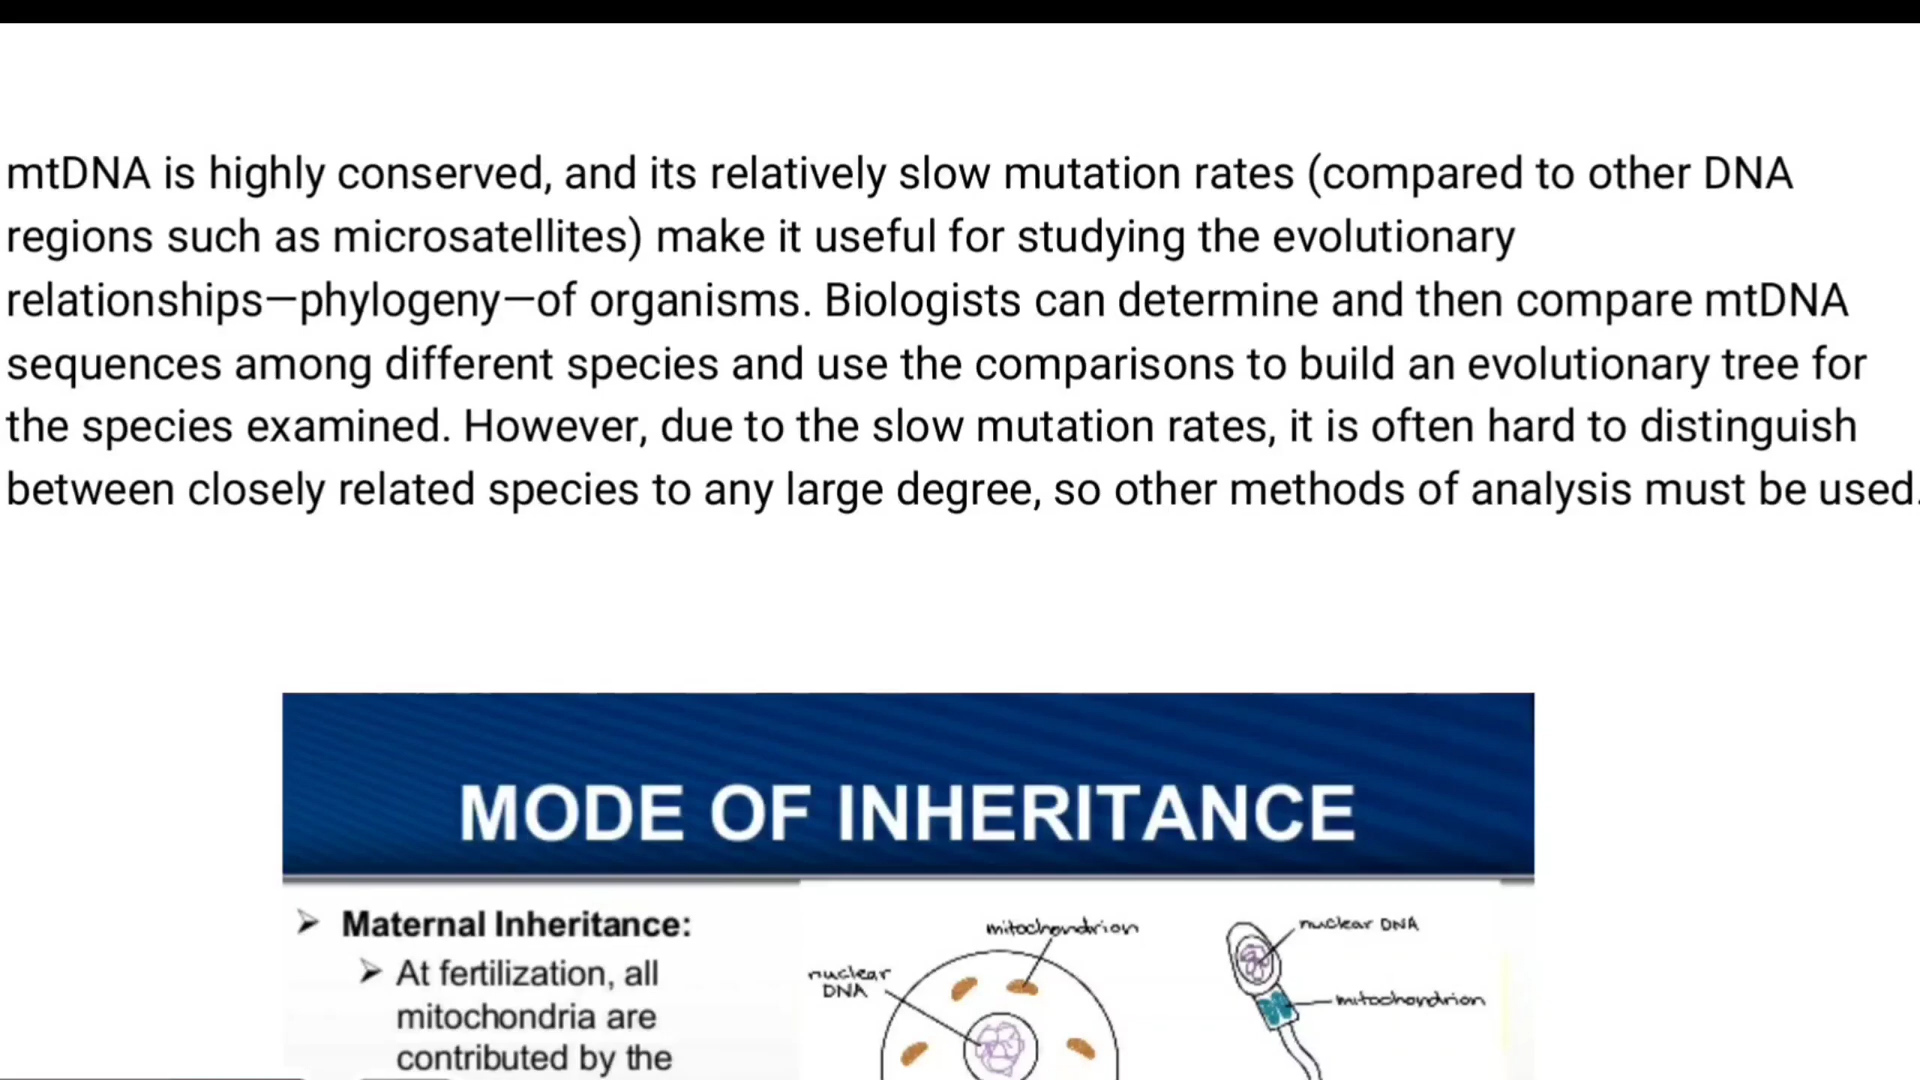 mtDNA is highly conserved, and its relatively slow mutation rates (compared to other DNA
regions such as microsatellites) make it useful for studying the evolutionary
relationships—phylogeny—of organisms. Biologists can determine and then compare mtDNA
sequences among different species and use the comparisons to build an evolutionary tree for
the species examined. However, due to the slow mutation rates, it is often hard to distinguish
between closely related species to any large degree, so other methods of analysis must be used.
MODE OF INHERITANCE
Maternal Inheritance:
At fertilization, all
mitochondria are
contributed by the
mitochondrion
nuclear
DNA
nuclear DNA
mitochondrion